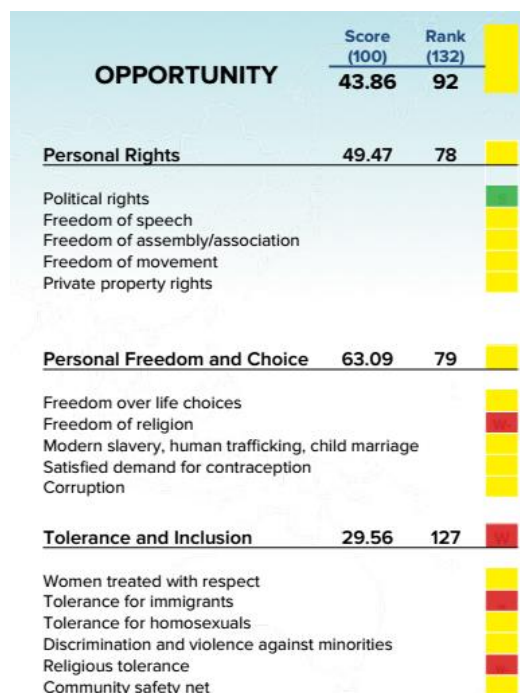 Score Rank
(100) (132)
OPPORTUNITY 43.86 92
Personal Rights 49.47 78
Political rights
Freedom of speech
Freedom of assembly/association
Freedom of movement
Private property rights
Personal Freedom and Choice 63.09 79
Freedom over life choices
Freedom of religion W-
Modern slavery, human trafficking, child marriage
Satisfied demand for contraception
Corruption
Tolerance and Inclusion 29.56 127 W
Women treated with respect
Tolerance for immigrants
Tolerance for homosexuals
Discrimination and violence against minorities
Religious tolerance
Community safety net